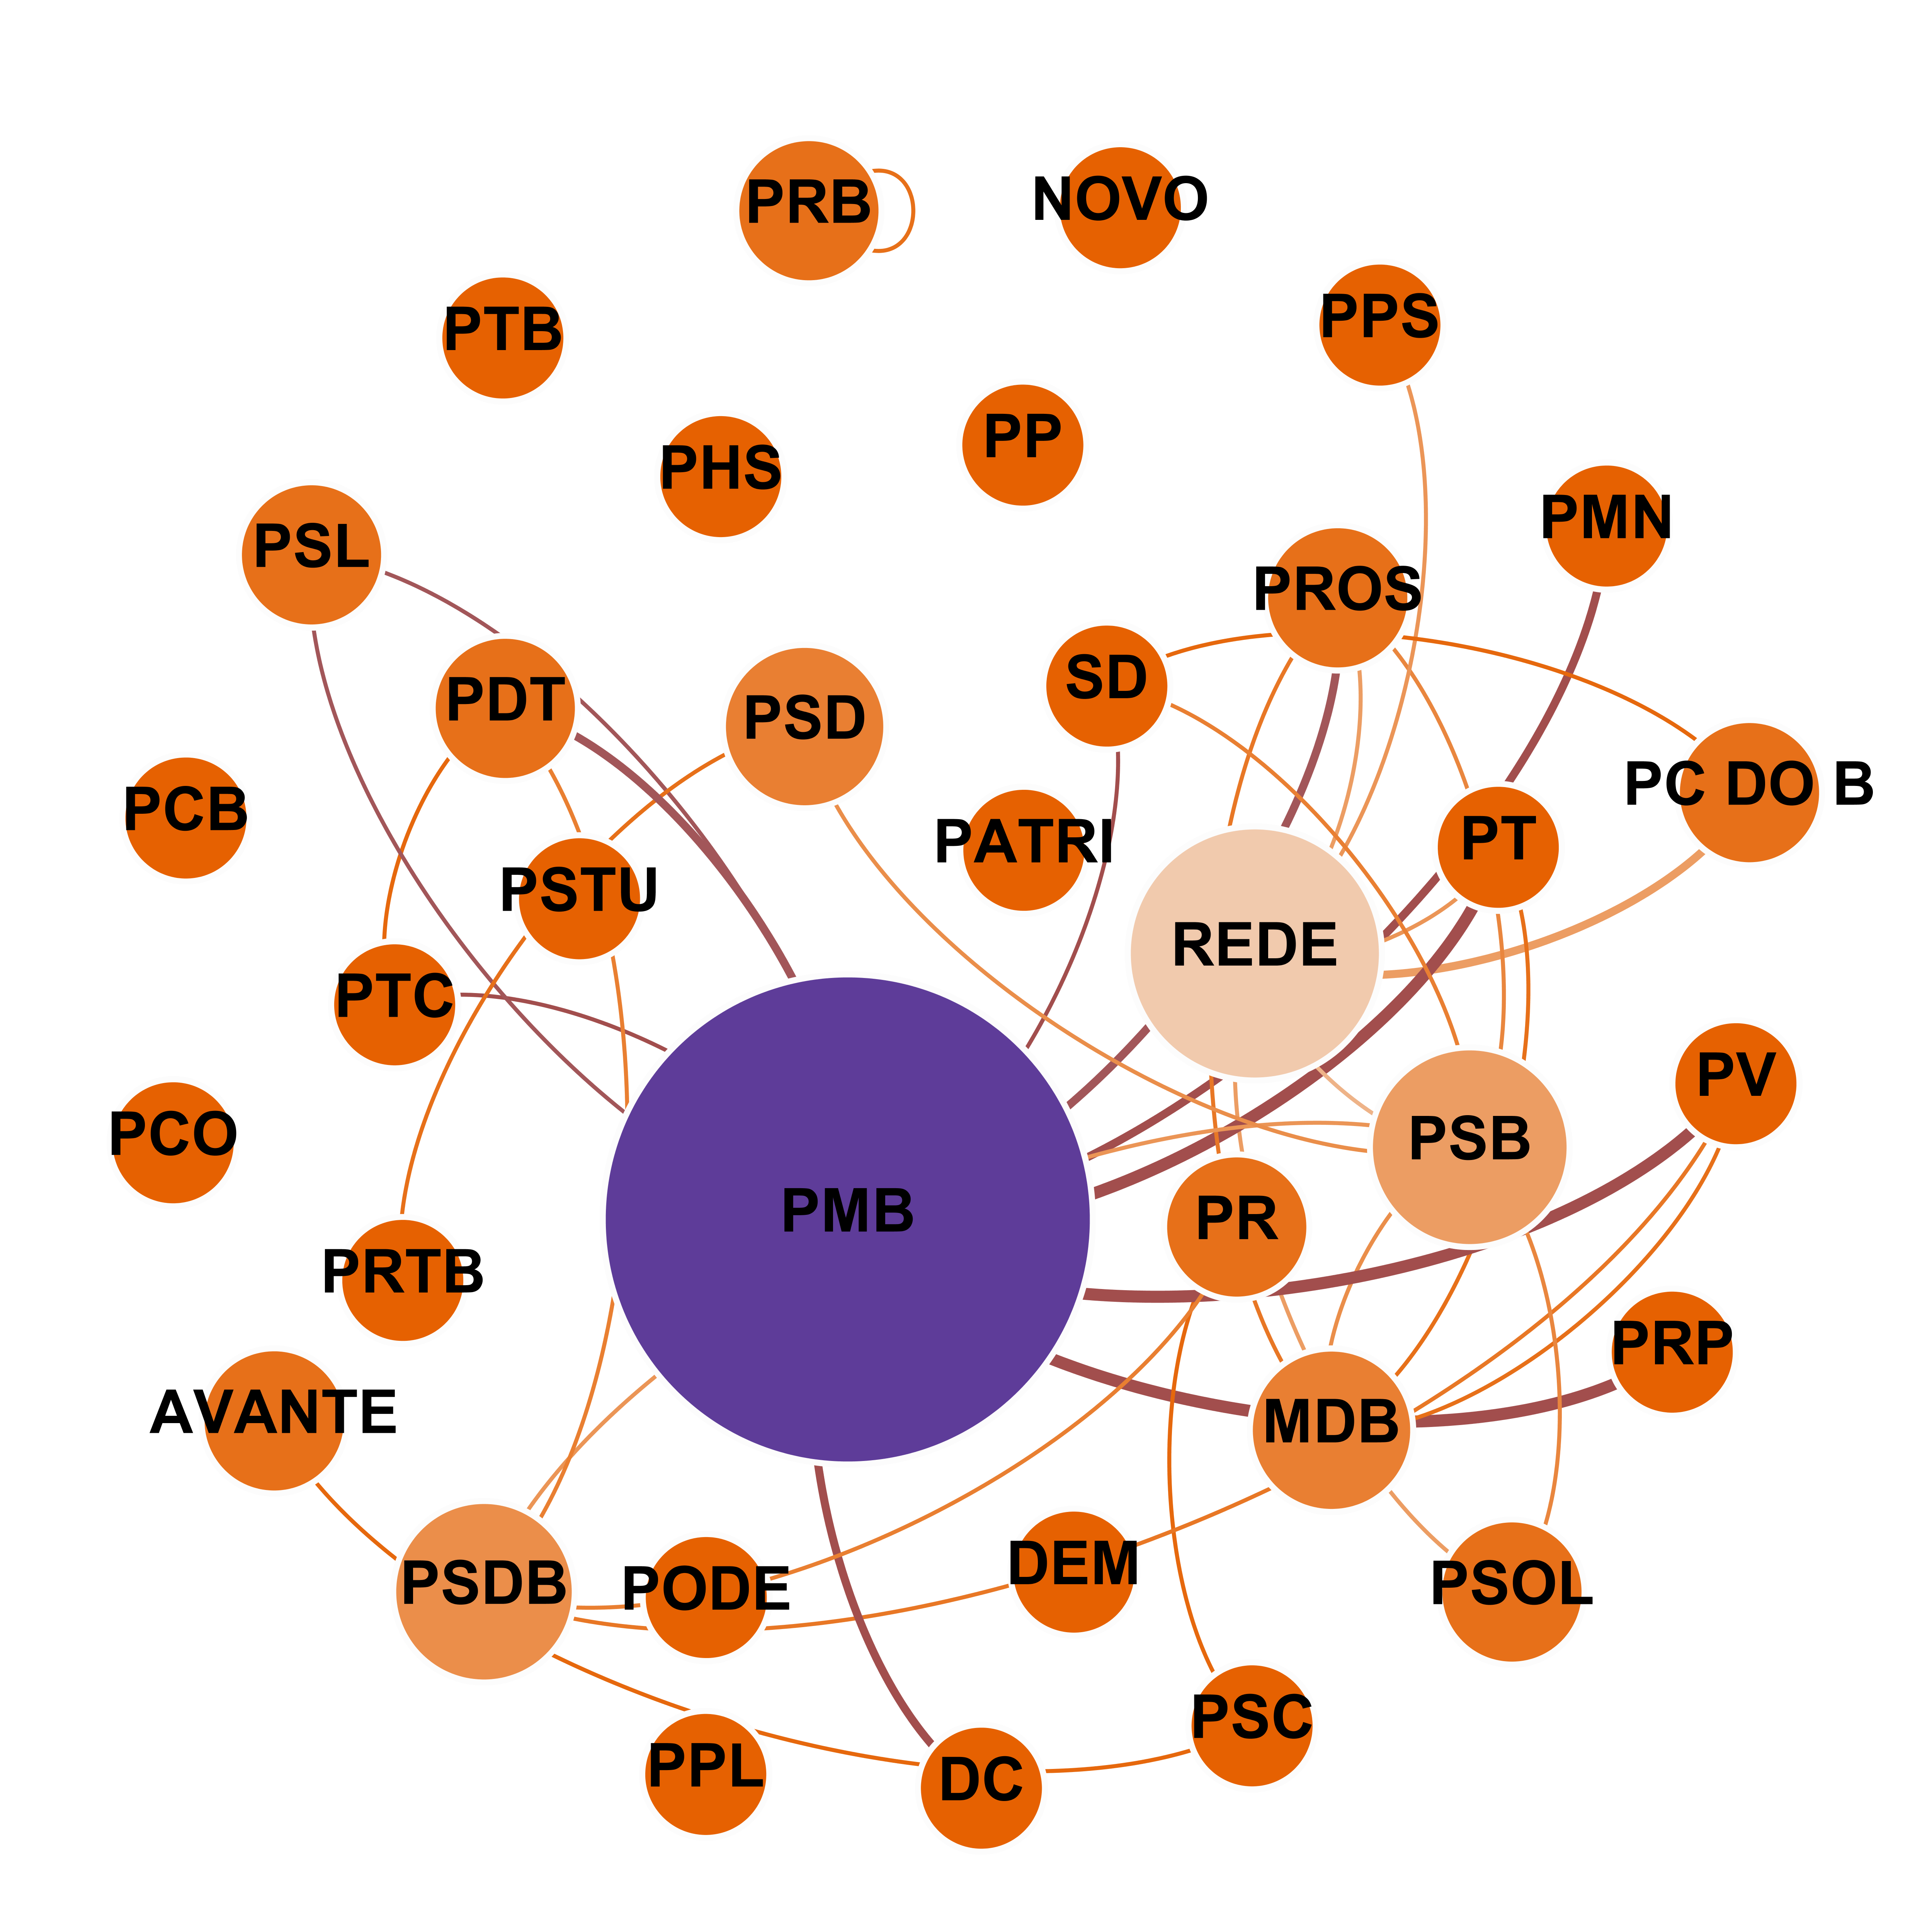 PRB
NOVO
PTB
PPS
PP
PHS
PMN
PSL
PROS
SD
PDT
PSD
PC DO B
PCB
PATRI
PT
PSTU
REDE
PTC
PV
PCO
PSB
PMB
PR
PRTB
PRP
AVANTE
MDB
DEM
PSDB
PODE
PSOL
PSC
PPL
DC